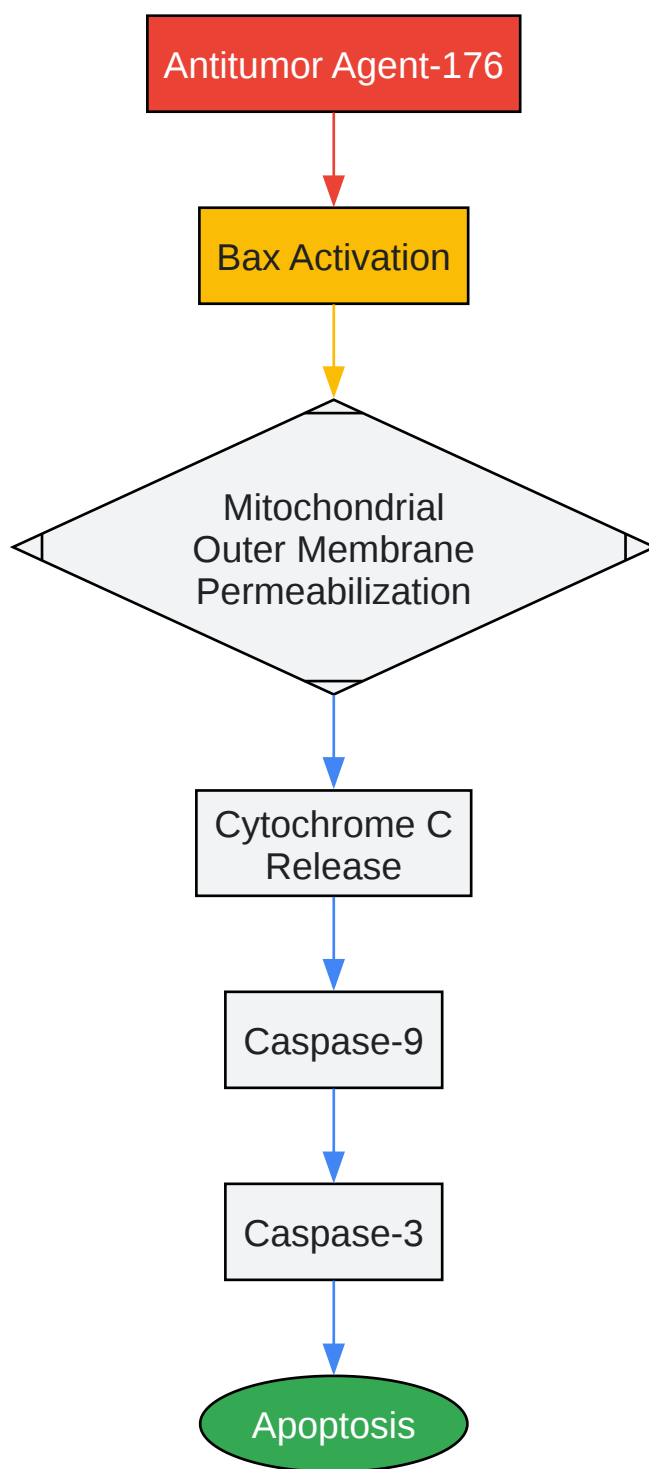 Antitumor Agent-176
Bax Activation
Mitochondrial
Outer Membrane
Permeabilization
Cytochrome C
Release
Caspase-9
Caspase-3
Apoptosis